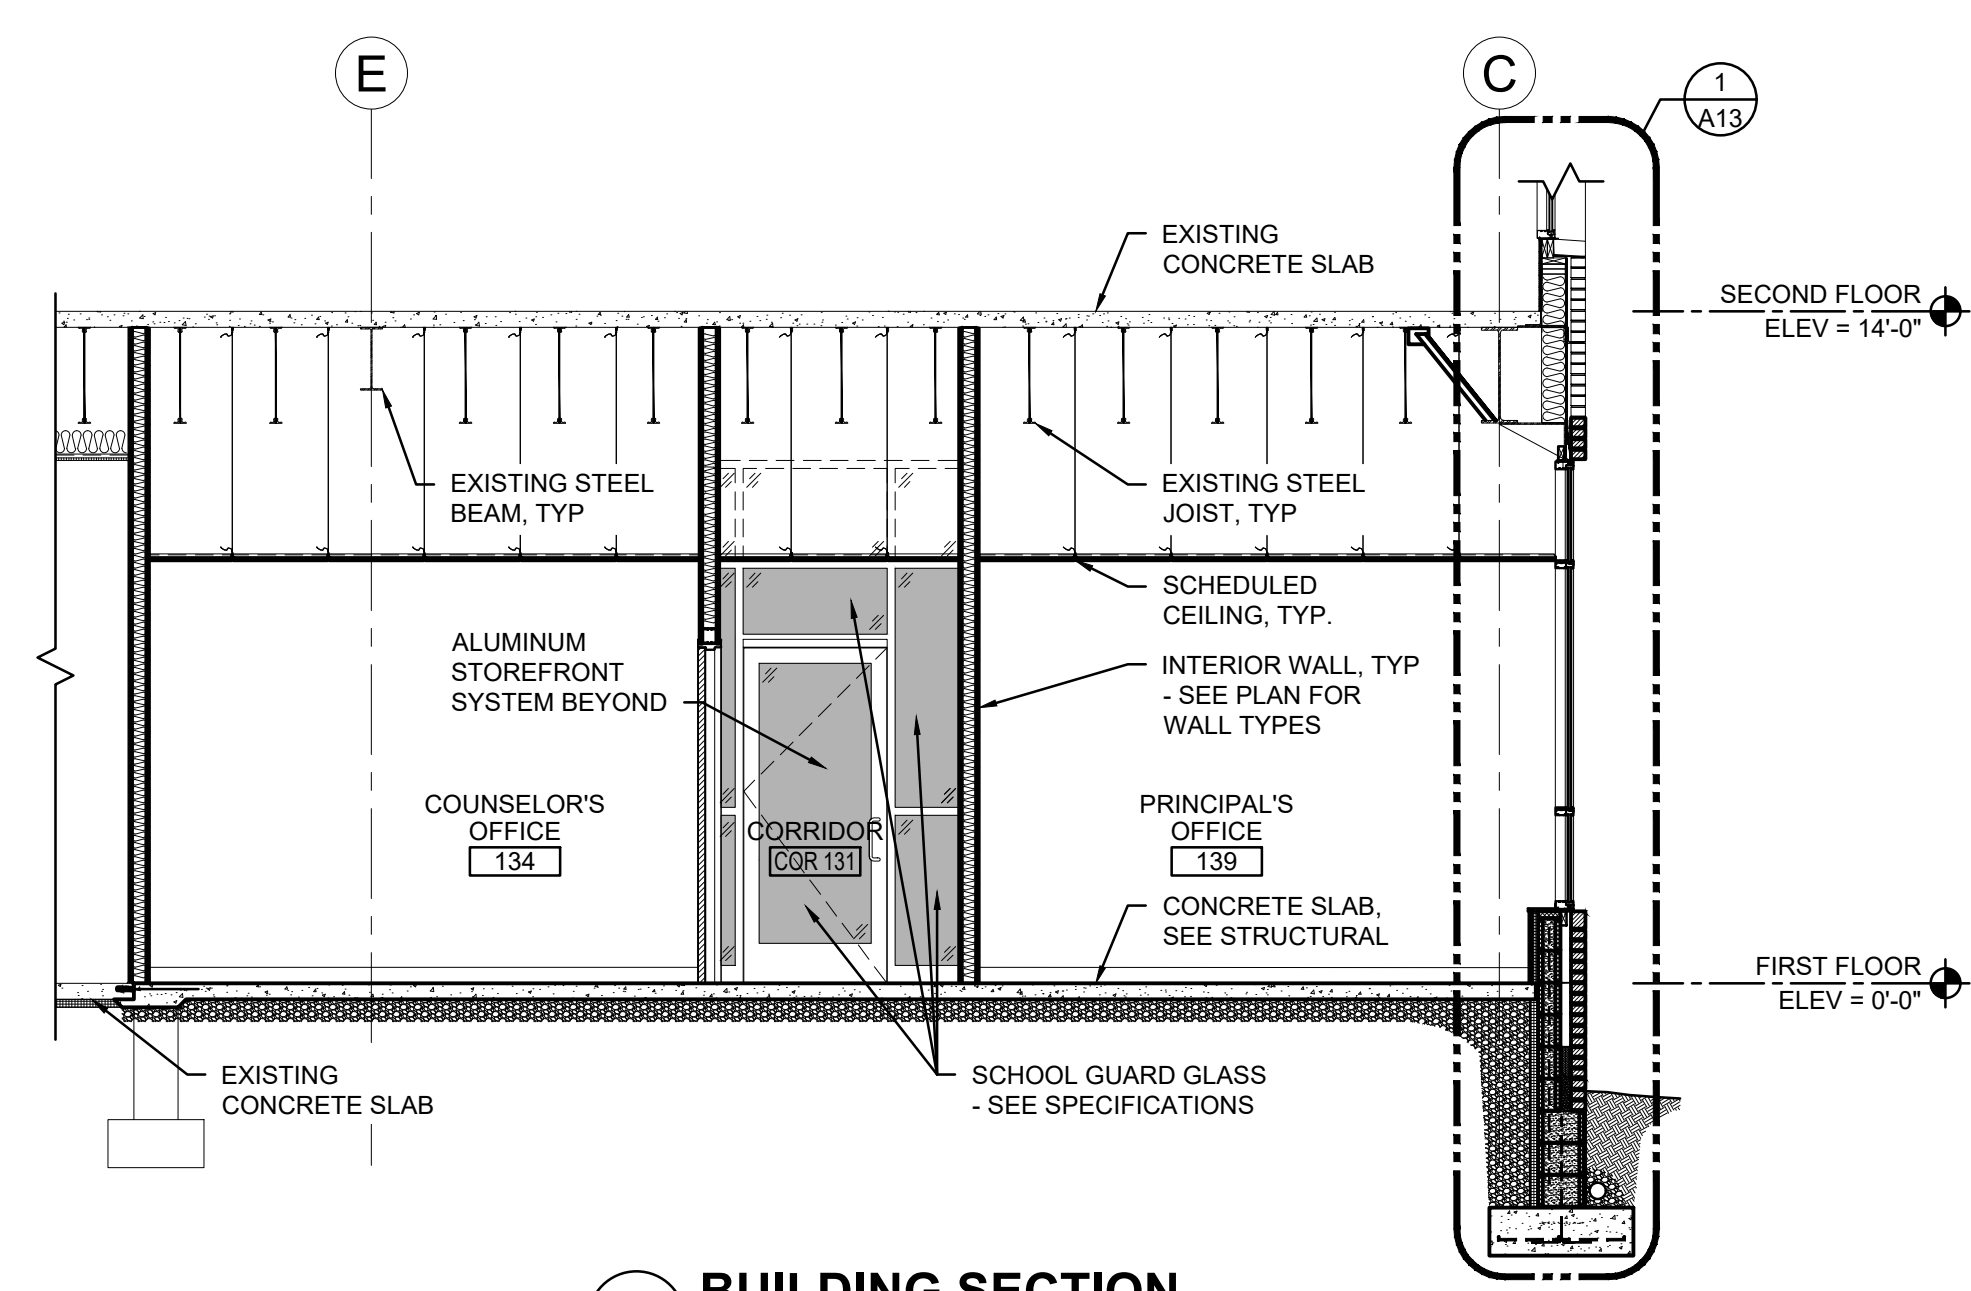 E
C
1
A13
EXISTING
CONCRETE SLAB
SECOND FLOOR
ELEV = 14'-0"
EXISTING STEEL
BEAM, TYP
EXISTING STEEL
JOIST, TYP
SCHEDULED
CEILING, TYP.
ALUMINUM
STOREFRONT
SYSTEM BEYOND
INTERIOR WALL, TYP
- SEE PLAN FOR
WALL TYPES
COUNSELOR'S
OFFICE
134
CORRIDOR
COR 131
PRINCIPAL'S
OFFICE
139
CONCRETE SLAB,
SEE STRUCTURAL
FIRST FLOOR
ELEV = 0'-0"
EXISTING
CONCRETE SLAB
SCHOOL GUARD GLASS
- SEE SPECIFICATIONS
BUILDING SECTION